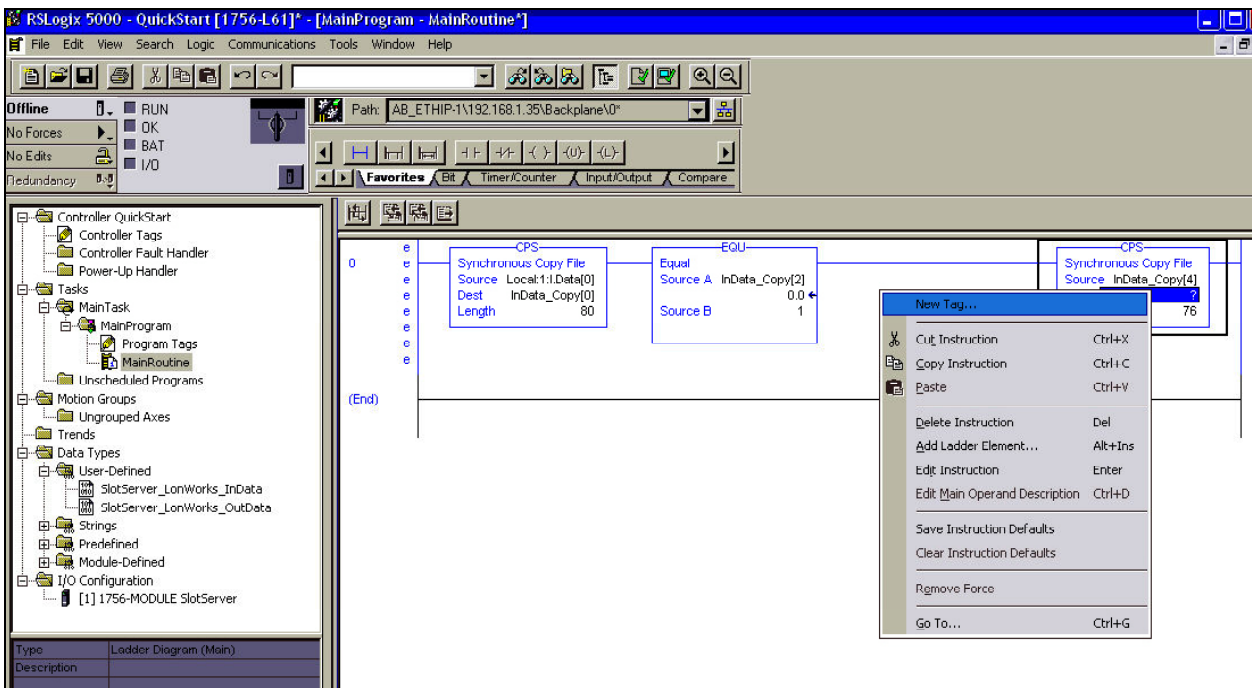 RSLogix 5000 - QuickStart [1756-L61]* - [MainProgram - MainRoutine*]
File Edit View Search Logic Communications Tools Window Help
Offline
RUN
No Forces
OK
No Edits
BAT
Redundancy
I/O
Path: AB_ETHIP-1\192.168.1.35\Backplane\0*
Favorites Bit Timer/Counter Input/Output Compare
Controller QuickStart
Controller Tags
Controller Fault Handler
Power-Up Handler
Tasks
MainTask
MainProgram
Program Tags
MainRoutine
Unscheduled Programs
Motion Groups
Ungrouped Axes
Trends
Data Types
User-Defined
SlotServer_LonWorks_InData
SlotServer_LonWorks_OutData
Strings
Predefined
Module-Defined
I/O Configuration
[1] 1756-MODULE SlotServer
Type Ladder Diagram (Main)
Description
0
e
e
e
e
e
e
e
(End)
CPS
Synchronous Copy File
Source Local:1:I.Data[0]
Dest InData_Copy[0]
Length 80
EQU
Equal
Source A InData_Copy[2]
0.0
Source B 1
CPS
Synchronous Copy File
Source InData_Copy[4]
?
76
New Tag...
Cut Instruction Ctrl+X
Copy Instruction Ctrl+C
Paste Ctrl+V
Delete Instruction Del
Add Ladder Element... Alt+Ins
Edit Instruction Enter
Edit Main Operand Description Ctrl+D
Save Instruction Defaults
Clear Instruction Defaults
Remove Force
Go To... Ctrl+G